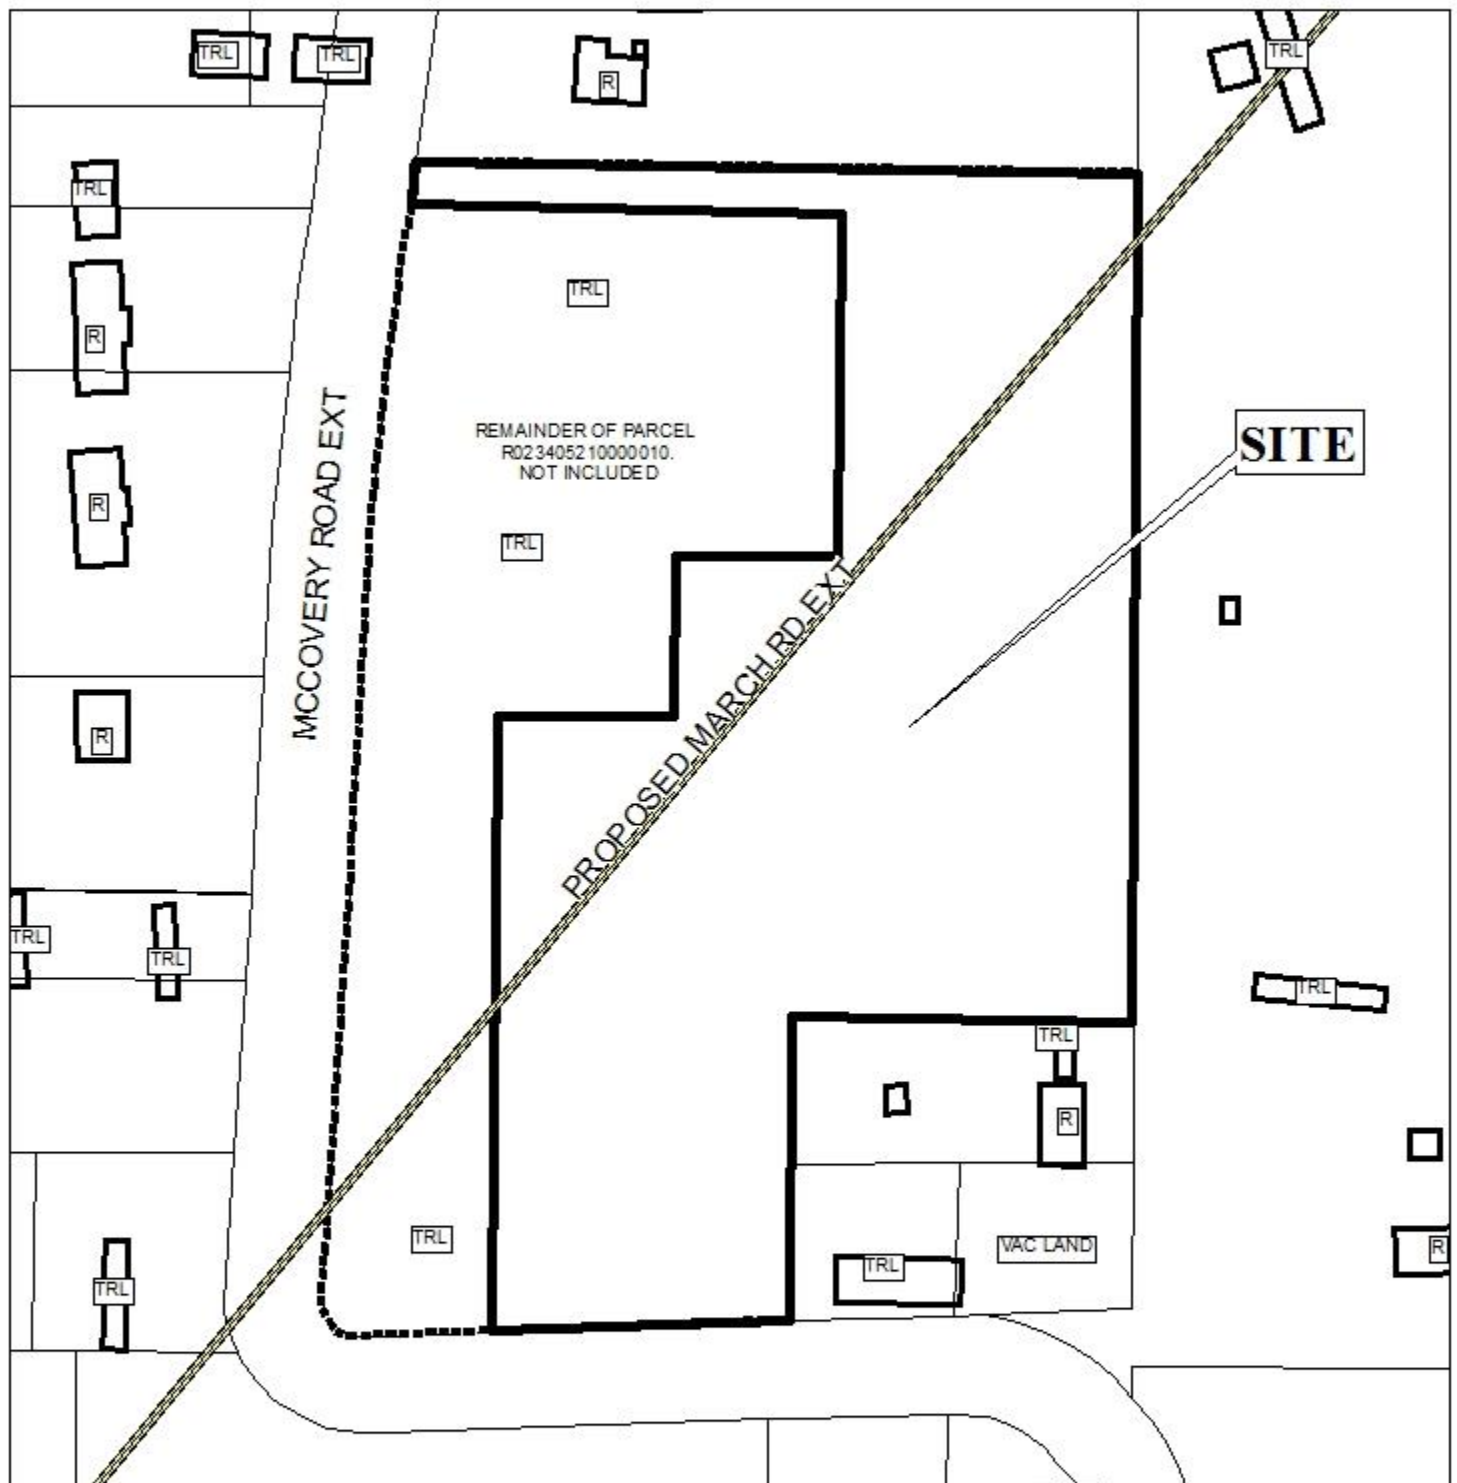 TRL
TRL
R
TRL
TRL
TRL
R
REMAINDER OF PARCEL
R023405210000010.
NOT INCLUDED
SITE
R
TRL
MCCOVERY ROAD EXT
PROPOSED MARCH RD EXT
R
TRL
TRL
TRL
TRL
R
TRL
VAC LAND
R
TRL
TRL